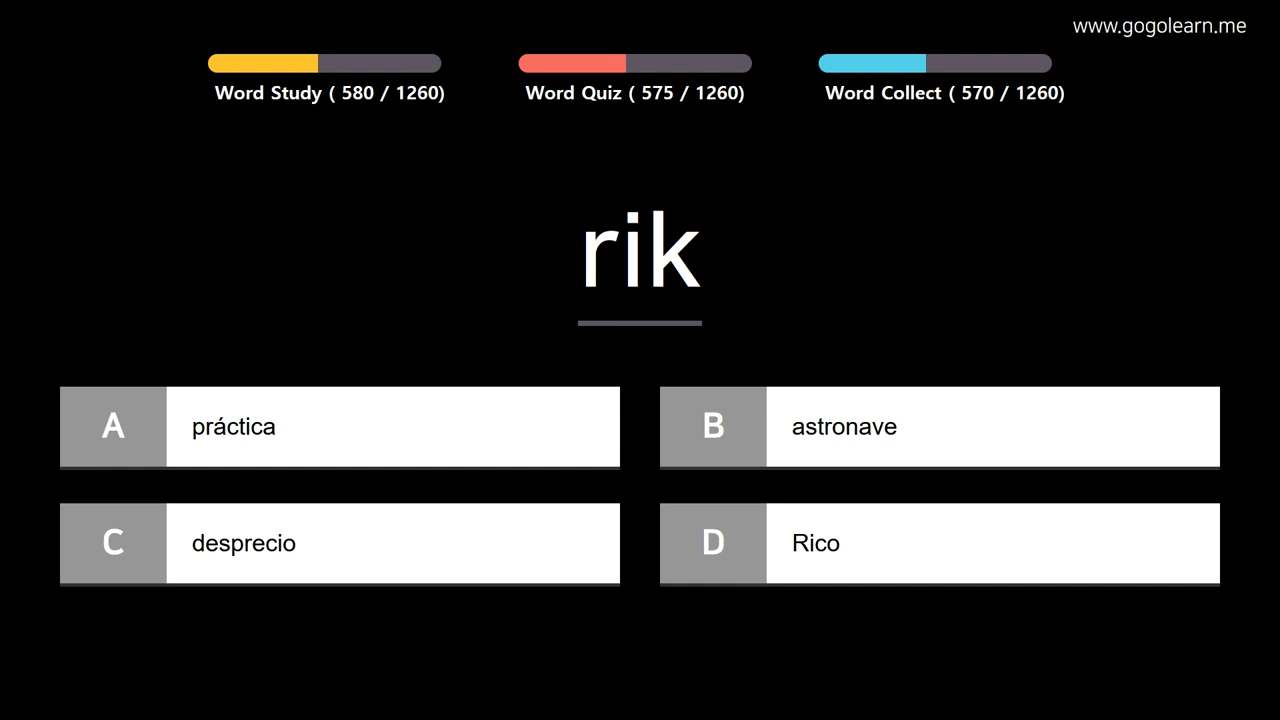 www.gogolearn.me
Word Study ( 580 / 1260)
Word Quiz ( 575 / 1260)
Word Collect ( 570 / 1260)
rik
A práctica
B astronave
C desprecio
D Rico